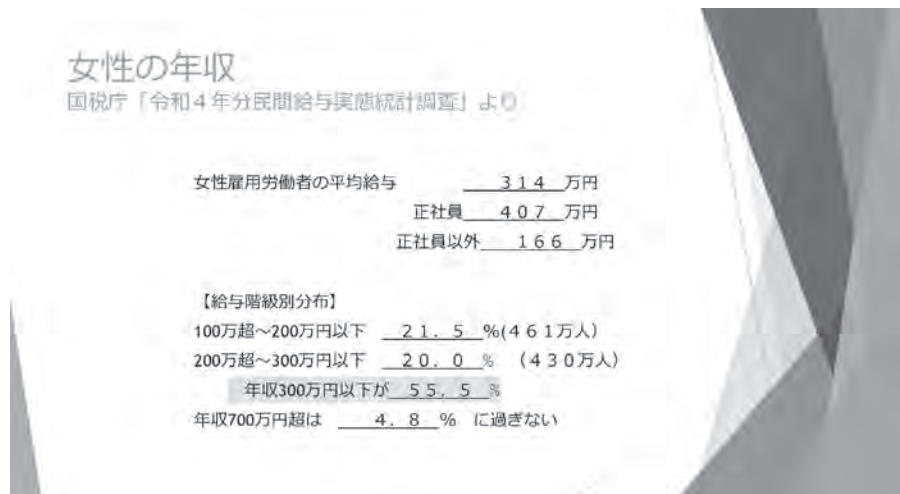 女性の年収
国税庁「令和４年分民間給与実態統計調査」より
女性雇用労働者の平均給与　３１４　万円
正社員　４０７　万円
正社員以外　１６６　万円
【給与階級別分布】
100万超～200万円以下　２１．５　%(４６１万人)
200万超～300万円以下　２０．０　%　(４３０万人)
年収300万円以下が　５５．５　%
年収700万円超は　４．８　%　に過ぎない